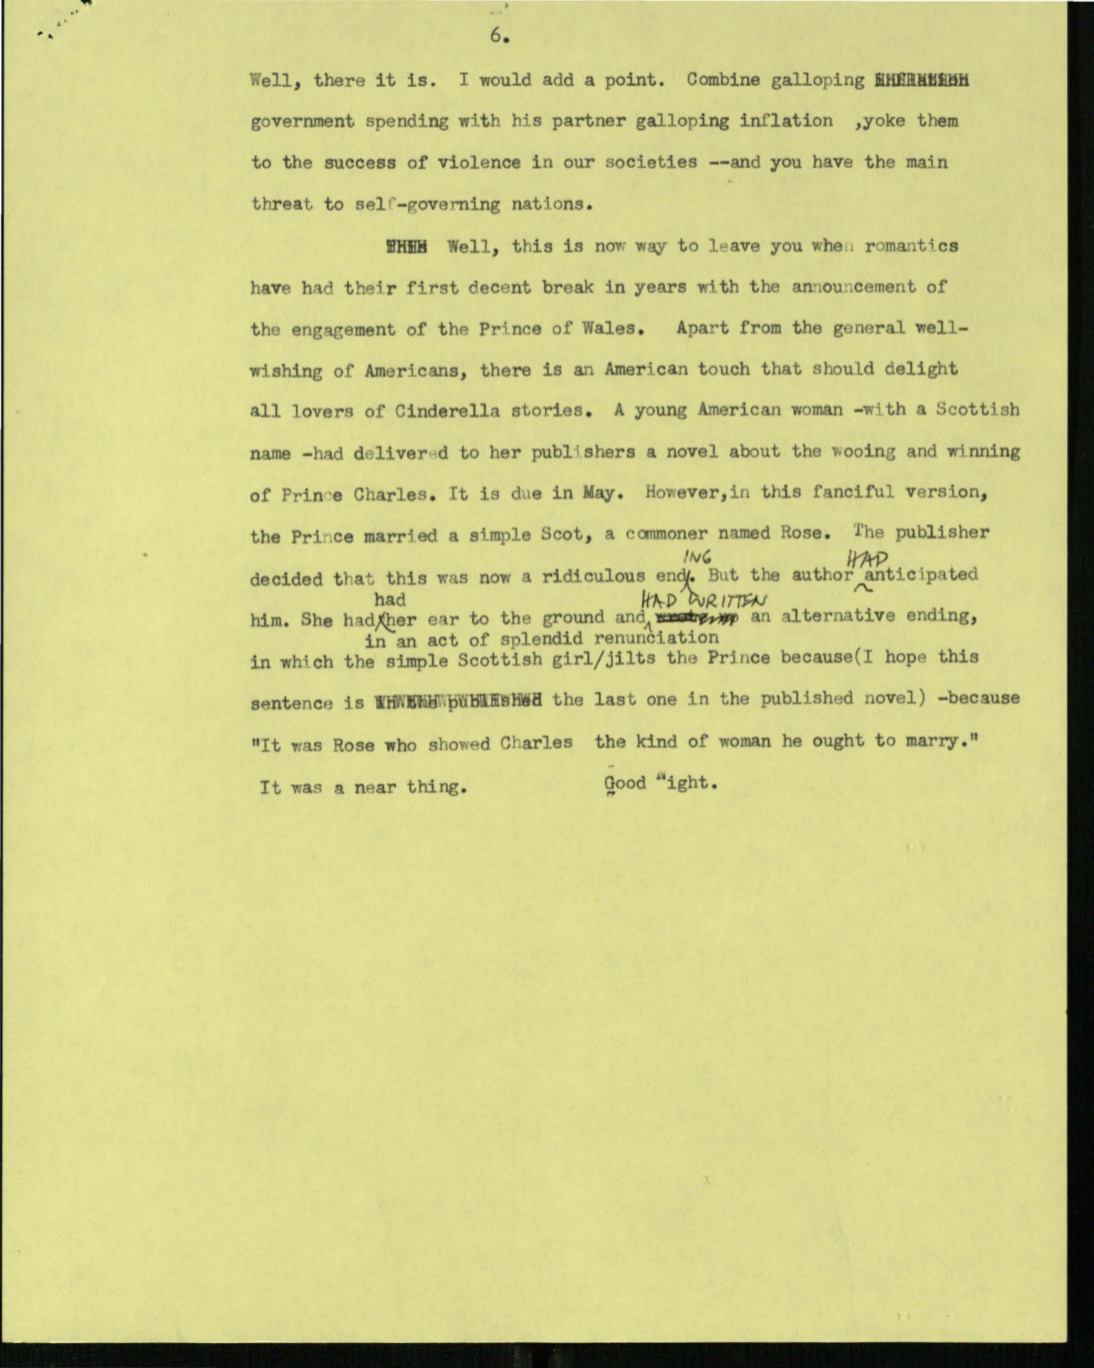 6.
Well, there it is. I would add a point. Combine galloping
government spending with his partner galloping inflation ,yoke them
to the success of violence in our societies --and you have the main
threat to self-governing nations.
Well, this is now way to leave you when romantics
have had their first decent break in years with the announcement of
the engagement of the Prince of Wales. Apart from the general well-
wishing of Americans, there is an American touch that should delight
all lovers of Cinderella stories. A young American woman -with a Scottish
name -had delivered to her publishers a novel about the wooing and winning
of Prince Charles. It is due in May. However,in this fanciful version,
the Prince married a simple Scot, a commoner named Rose. The publisher
ING HAD
decided that this was now a ridiculous end. But the author anticipated
had HAD WRITTEN
him. She had/her ear to the ground and an alternative ending,
in an act of splendid renunciation
in which the simple Scottish girl/jilts the Prince because(I hope this
sentence is the last one in the published novel) -because
"It was Rose who showed Charles the kind of woman he ought to marry."
It was a near thing. Good Night.